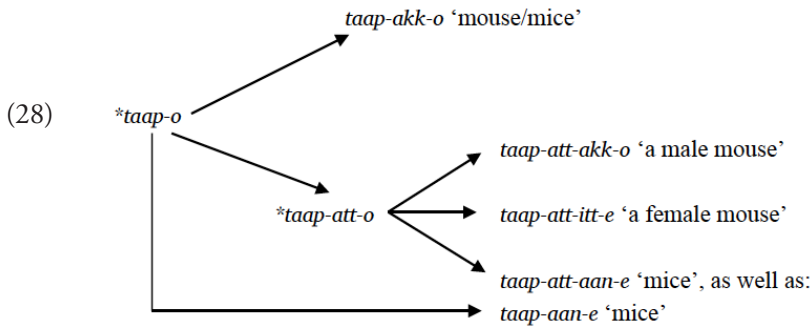 taap-akk-o ‘mouse/mice’
(28)
*taap-o
taap-att-akk-o ‘a male mouse’
*taap-att-o
taap-att-itt-e ‘a female mouse’
taap-att-aan-e ‘mice’, as well as:
taap-aan-e ‘mice’